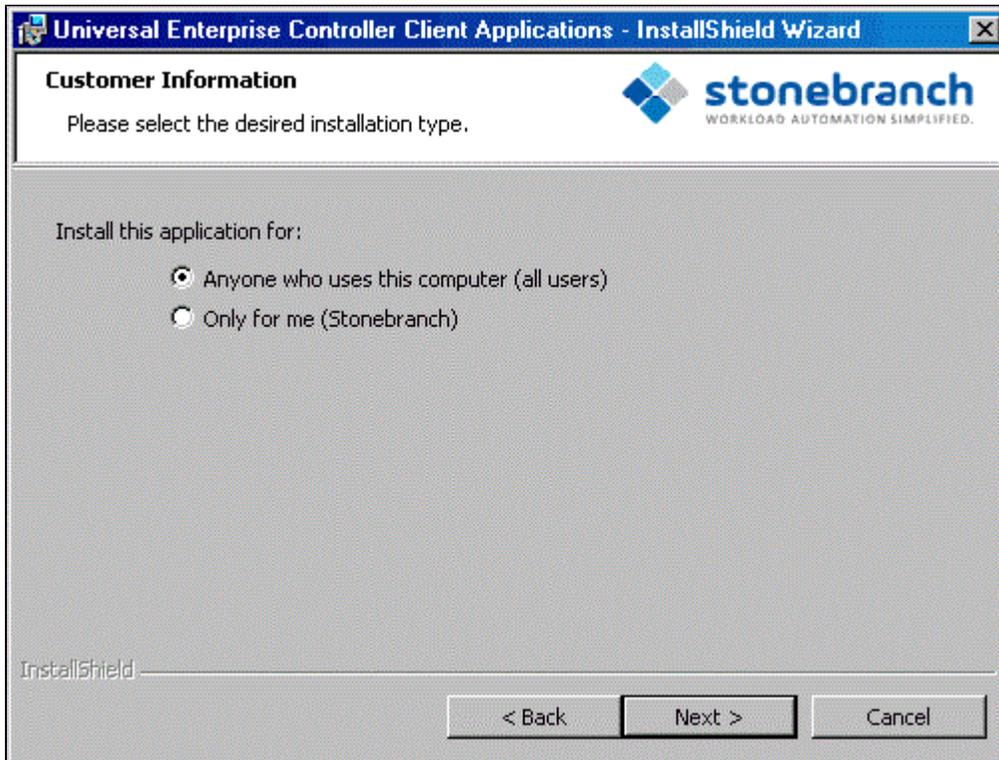 Universal Enterprise Controller Client Applications - InstallShield Wizard
Customer Information
Please select the desired installation type.
stonebranch
WORKLOAD AUTOMATION SIMPLIFIED.
Install this application for:
Anyone who uses this computer (all users)
Only for me (Stonebranch)
InstallShield
< Back
Next >
Cancel